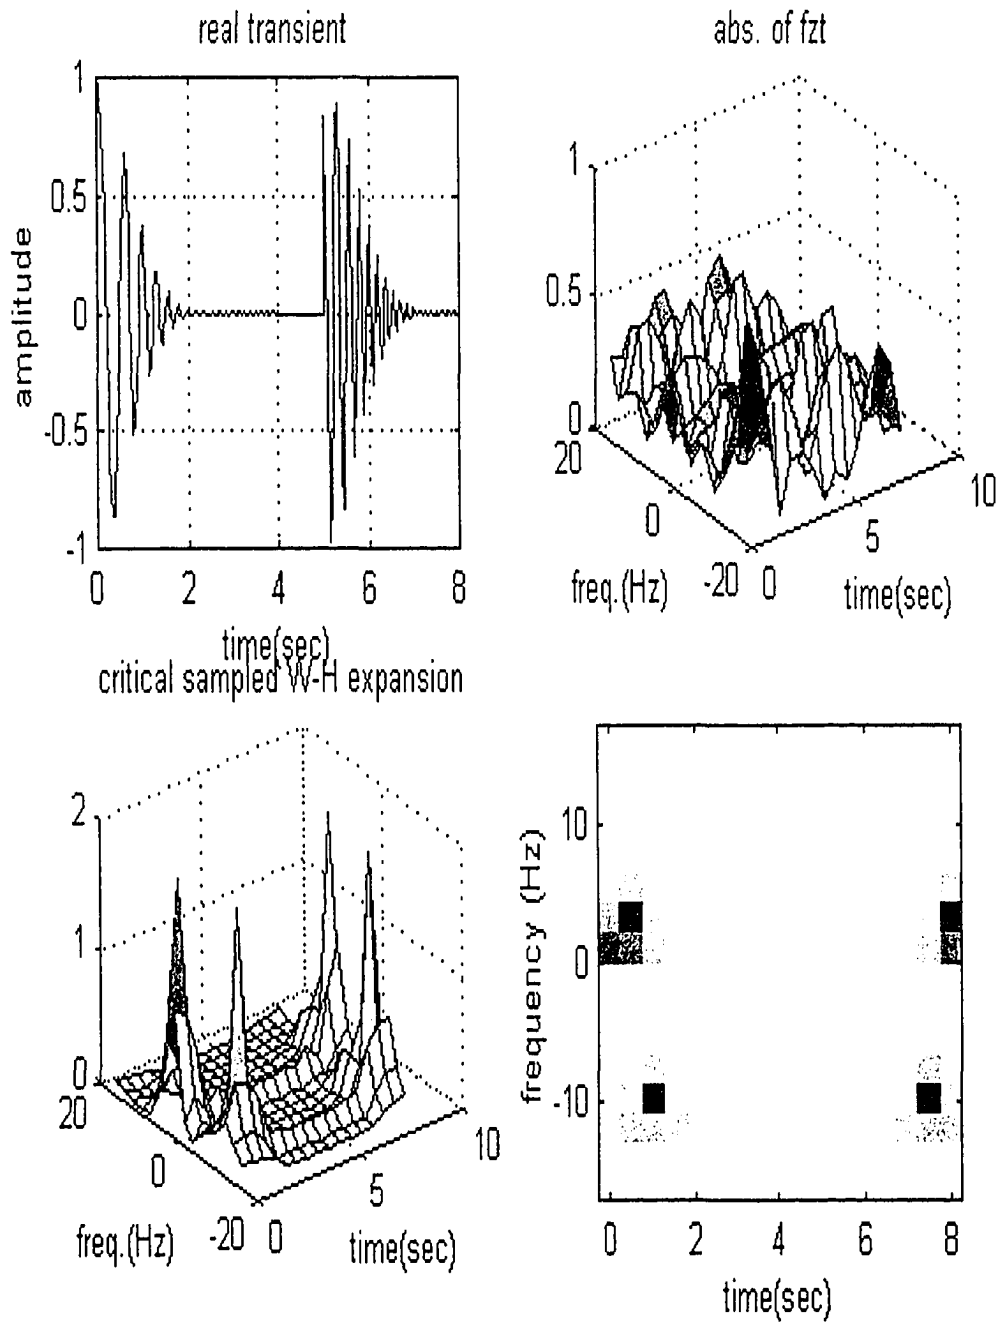 real transient
1
0.5
0
-0.5
-1
amplitude
0 2 4 6 8
time(sec)
abs. of fzt
1
0.5
0
20 0 -20
freq.(Hz)
0 5 10
time(sec)
critical sampled W-H expansion
2
1
0
20 0 -20
freq.(Hz)
0 5 10
time(sec)
10
0
-10
frequency (Hz)
0 2 4 6 8
time(sec)